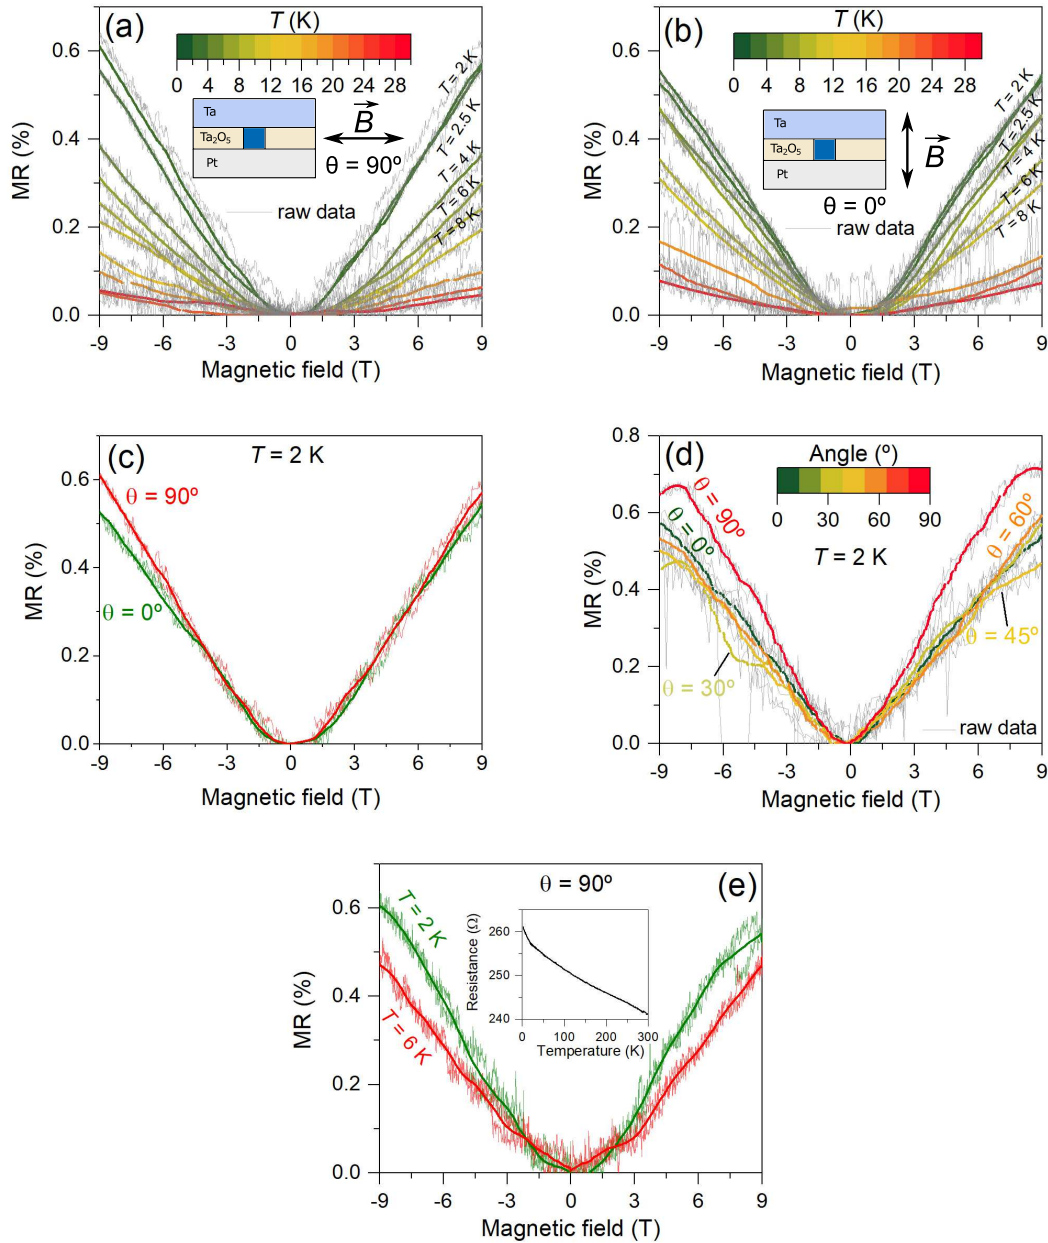 (a)
T (K)
0 4 8 12 16 20 24 28
Ta
Ta₂O₅
Pt
B
θ = 90º
raw data
T = 2 K
T = 2.5 K
T = 4 K
T = 6 K
T = 8 K
MR (%)
0.6
0.4
0.2
0.0
-9 -6 -3 0 3 6 9
Magnetic field (T)
(b)
T (K)
0 4 8 12 16 20 24 28
Ta
Ta₂O₅
Pt
B
θ = 0º
raw data
T = 2 K
T = 2.5 K
T = 4 K
T = 6 K
T = 8 K
MR (%)
0.6
0.4
0.2
0.0
-9 -6 -3 0 3 6 9
Magnetic field (T)
(c)
T = 2 K
θ = 90º
θ = 0º
MR (%)
0.6
0.4
0.2
0.0
-9 -6 -3 0 3 6 9
Magnetic field (T)
(d)
Angle (º)
0 30 60 90
T = 2 K
θ = 90º
θ = 0º
θ = 60º
θ = 45º
θ = 30º
raw data
MR (%)
0.8
0.6
0.4
0.2
0.0
-9 -6 -3 0 3 6 9
Magnetic field (T)
θ = 90º
(e)
T = 2 K
T = 6 K
Resistance (Ω)
260
250
240
0 100 200 300
Temperature (K)
MR (%)
0.6
0.4
0.2
0.0
-9 -6 -3 0 3 6 9
Magnetic field (T)